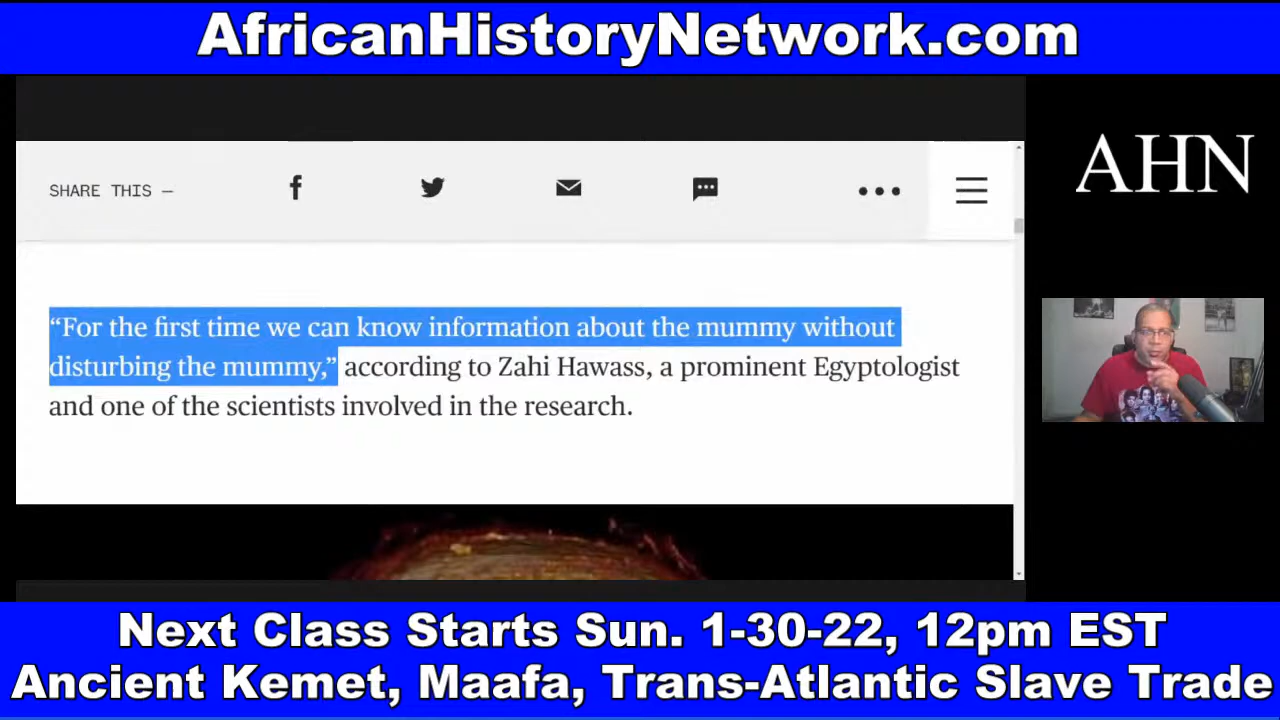 AfricanHistoryNetwork.com
AHN
SHARE THIS —
“For the first time we can know information about the mummy without
disturbing the mummy,” according to Zahi Hawass, a prominent Egyptologist
and one of the scientists involved in the research.
Next Class Starts Sun. 1-30-22, 12pm EST
Ancient Kemet, Maafa, Trans-Atlantic Slave Trade